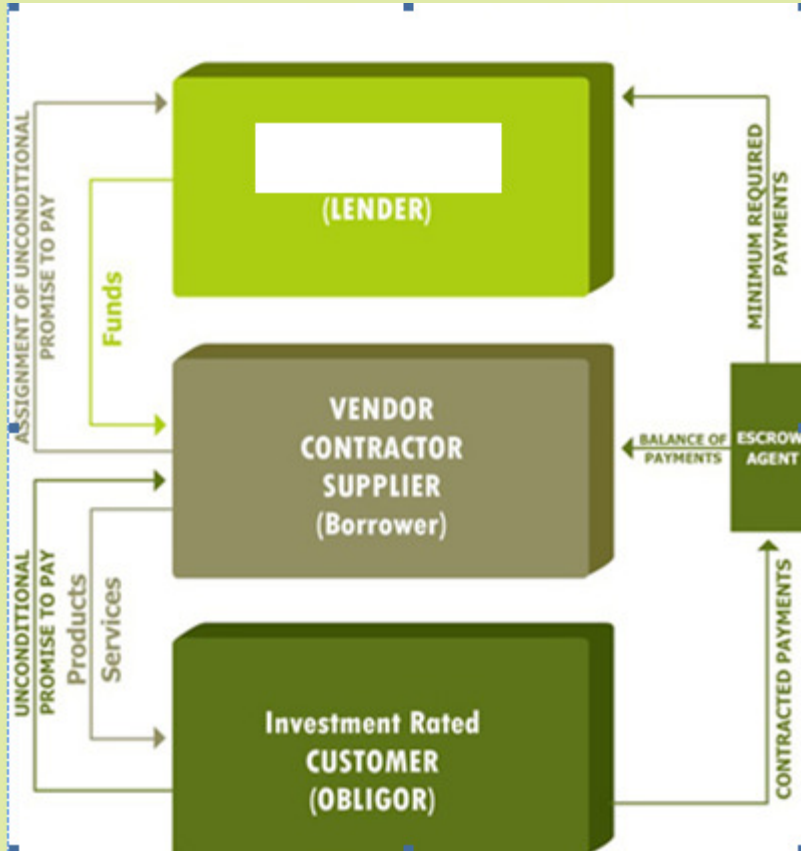 (LENDER)
ASSIGNMENT OF UNCONDITIONAL
PROMISE TO PAY
Funds
MINIMUM REQUIRED
PAYMENTS
VENDOR
CONTRACTOR
SUPPLIER
(Borrower)
BALANCE OF
PAYMENTS
ESCROW
AGENT
UNCONDITIONAL
PROMISE TO PAY
Products
Services
Investment Rated
CUSTOMER
(OBLIGOR)
CONTRACTED PAYMENTS